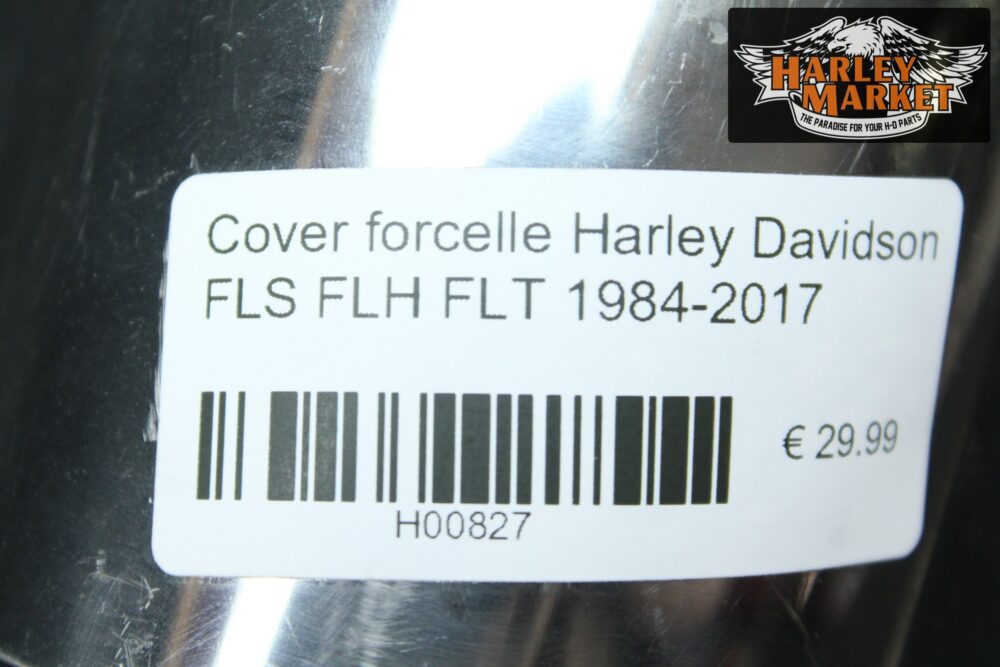 HARLEY
MARKET
THE PARADISE FOR YOUR H-D PARTS
Cover forcelle Harley Davidson
FLS FLH FLT 1984-2017
€ 29.99
H00827